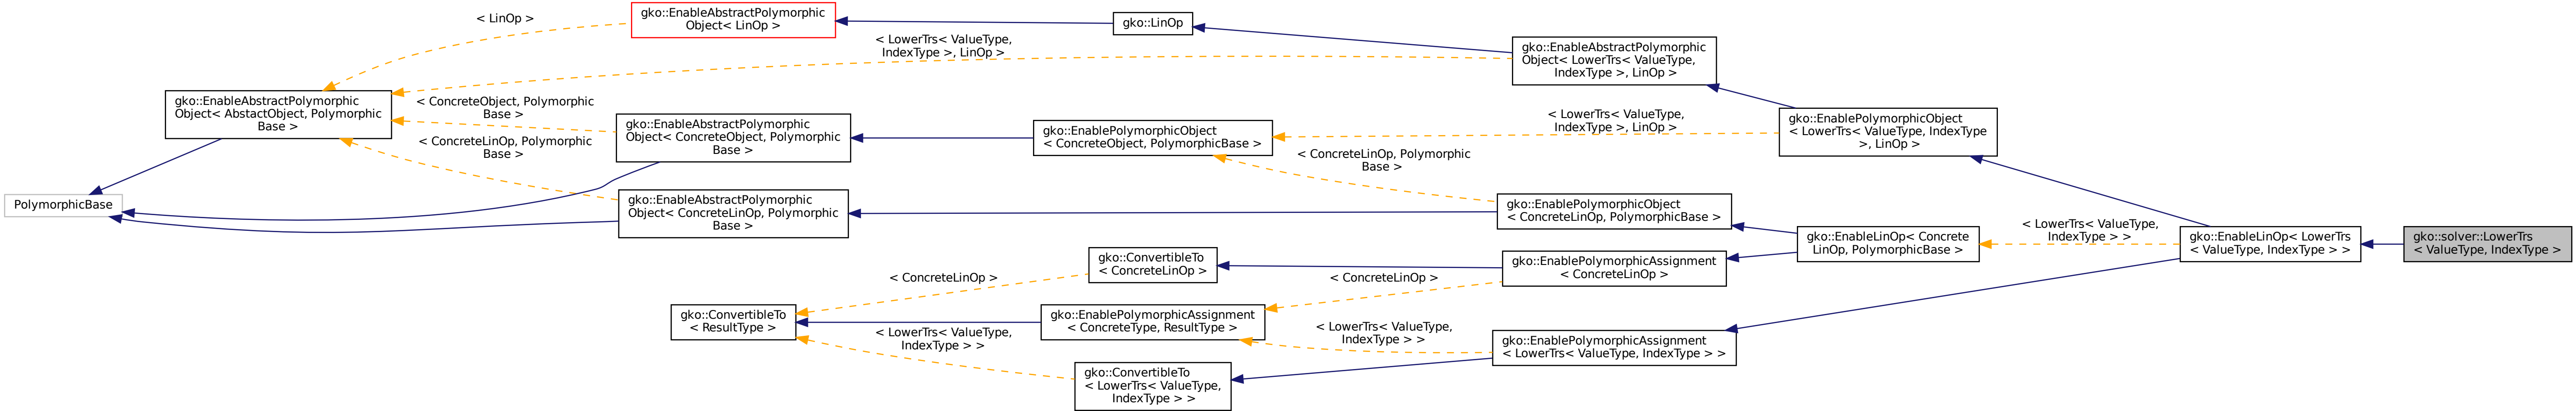 PolymorphicBase
gko::EnableAbstractPolymorphic
Object< AbstactObject, Polymorphic
Base >
< LinOp >
gko::EnableAbstractPolymorphic
Object< LinOp >
gko::LinOp
< LowerTrs< ValueType,
IndexType >, LinOp >
gko::EnableAbstractPolymorphic
Object< LowerTrs< ValueType,
IndexType >, LinOp >
< ConcreteObject, Polymorphic
Base >
gko::EnableAbstractPolymorphic
Object< ConcreteObject, Polymorphic
Base >
gko::EnablePolymorphicObject
< ConcreteObject, PolymorphicBase >
< LowerTrs< ValueType,
IndexType >, LinOp >
gko::EnablePolymorphicObject
< LowerTrs< ValueType, IndexType
>, LinOp >
< ConcreteLinOp, Polymorphic
Base >
gko::EnableAbstractPolymorphic
Object< ConcreteLinOp, Polymorphic
Base >
< ConcreteLinOp, Polymorphic
Base >
gko::EnablePolymorphicObject
< ConcreteLinOp, PolymorphicBase >
gko::EnableLinOp< Concrete
LinOp, PolymorphicBase >
< LowerTrs< ValueType,
IndexType > >
gko::EnableLinOp< LowerTrs
< ValueType, IndexType > >
gko::solver::LowerTrs
< ValueType, IndexType >
gko::ConvertibleTo
< ConcreteLinOp >
gko::EnablePolymorphicAssignment
< ConcreteLinOp >
< ConcreteLinOp >
< ConcreteLinOp >
gko::ConvertibleTo
< ResultType >
gko::EnablePolymorphicAssignment
< ConcreteType, ResultType >
< LowerTrs< ValueType,
IndexType > >
< LowerTrs< ValueType,
IndexType > >
gko::EnablePolymorphicAssignment
< LowerTrs< ValueType, IndexType > >
gko::ConvertibleTo
< LowerTrs< ValueType,
IndexType > >